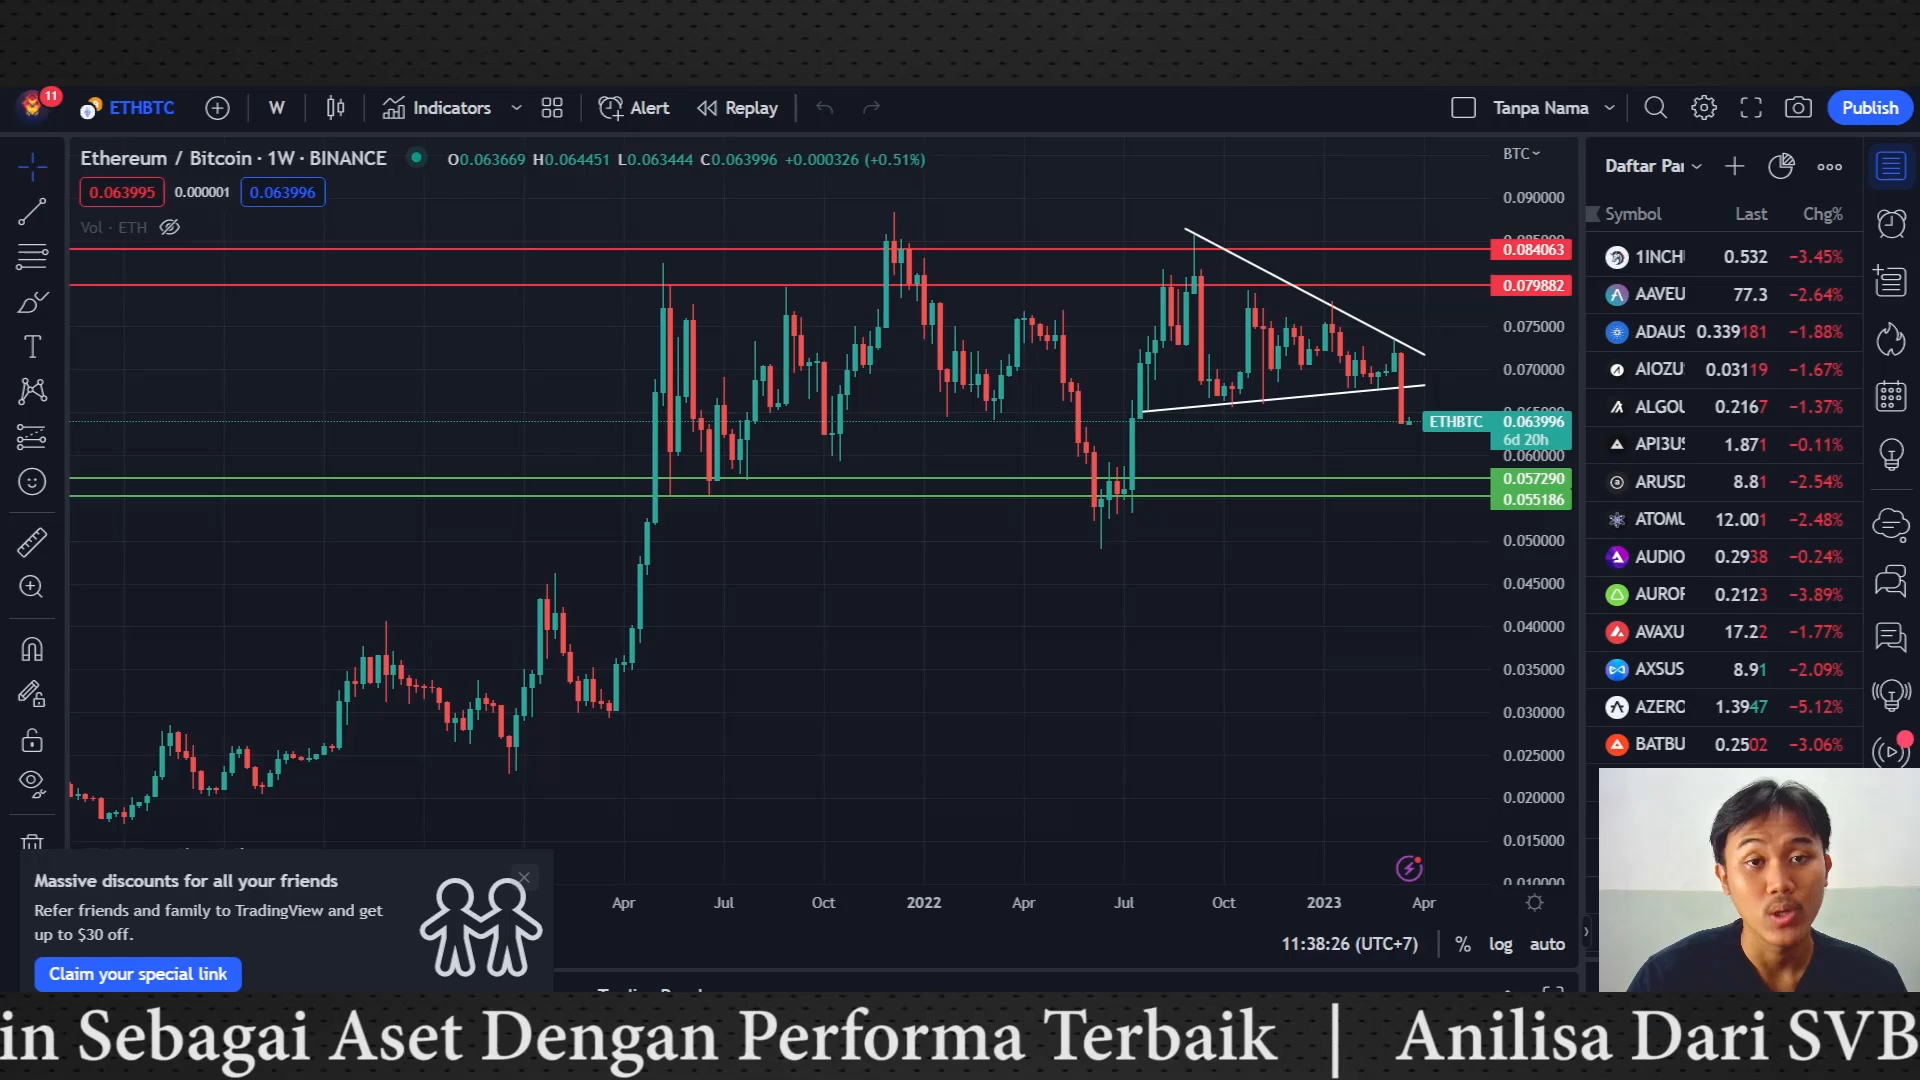 11
ETHBTC
W
Indicators
Alert
Replay
Tanpa Nama
Publish
Ethereum / Bitcoin · 1W · BINANCE
O0.063669 H0.064451 L0.063444 C0.063996 +0.000326 (+0.51%)
0.063995 0.000001 0.063996
Vol · ETH
BTC
0.090000
0.084063
0.079882
0.075000
0.070000
ETHBTC 0.063996
6d 20h
0.060000
0.057290
0.055186
0.050000
0.045000
0.040000
0.035000
0.030000
0.025000
0.020000
0.015000
Apr Jul Oct 2022 Apr Jul Oct 2023 Apr
11:38:26 (UTC+7) % log auto
Daftar Pa
Symbol Last Chg%
1INCH 0.532 −3.45%
AAVEU 77.3 −2.64%
ADAUS 0.339181 −1.88%
AIOZU 0.03119 −1.67%
ALGOU 0.2167 −1.37%
API3US 1.871 −0.11%
ARUSD 8.81 −2.54%
ATOMU 12.001 −2.48%
AUDIO 0.2938 −0.24%
AUROF 0.2123 −3.89%
AVAXU 17.22 −1.77%
AXSUS 8.91 −2.09%
AZERO 1.3947 −5.12%
BATBU 0.2502 −3.06%
Massive discounts for all your friends
Refer friends and family to TradingView and get
up to $30 off.
Claim your special link
in Sebagai Aset Dengan Performa Terbaik | Anilisa Dari SVB